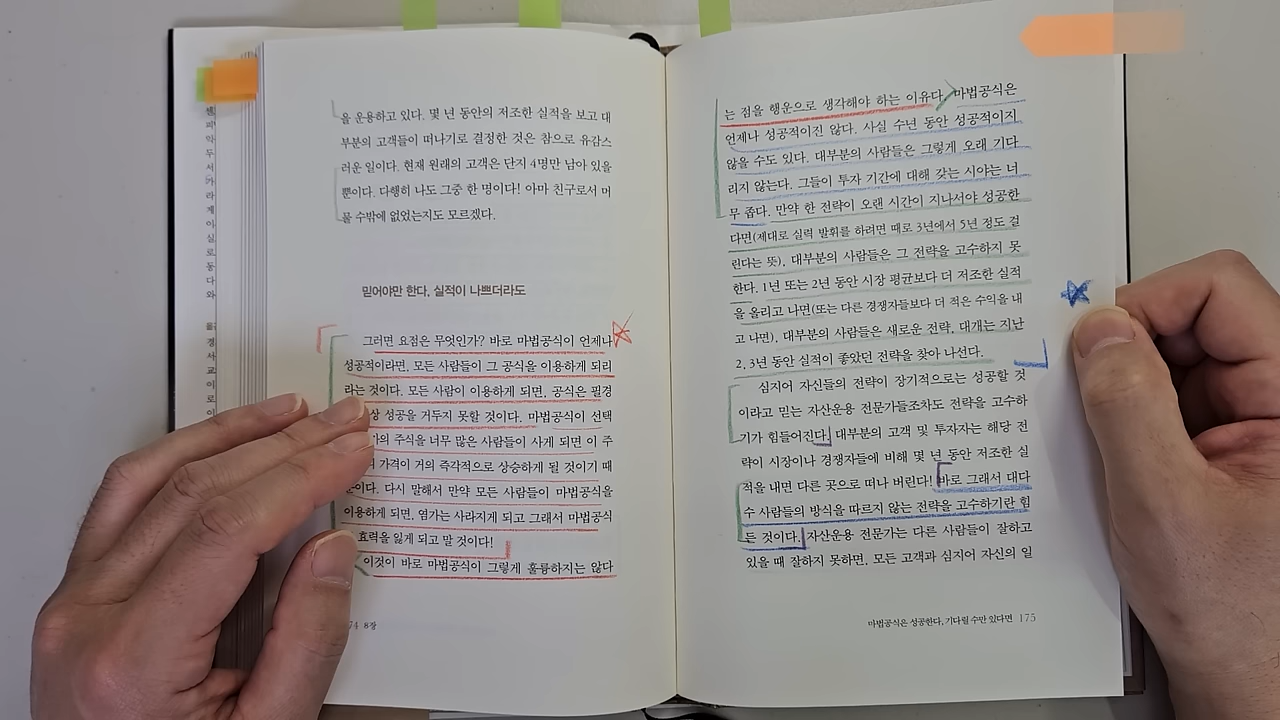 을 운용하고 있다. 몇 년 동안의 저조한 실적을 보고 대
부분의 고객들이 떠나기로 결정한 것은 참으로 유감스
러운 일이다. 현재 원래의 고객은 단지 4명만 남아 있을
뿐이다. 다행히 나도 그중 한 명이다! 아마 친구로서 머
물 수밖에 없었는지도 모르겠다.
믿어야만 한다, 실적이 나쁘더라도
그러면 요점은 무엇인가? 바로 마법공식이 언제나
성공적이라면, 모든 사람들이 그 공식을 이용하게 되리
라는 것이다. 모든 사람이 이용하게 되면, 공식은 필경
상 성공을 거두지 못할 것이다. 마법공식이 선택
가의 주식을 너무 많은 사람들이 사게 되면 이 주
가격이 거의 즉각적으로 상승하게 될 것이기 때
이다. 다시 말해서 만약 모든 사람들이 마법공식을
이용하게 되면, 염가는 사라지게 되고 그래서 마법공식
효력을 잃게 되고 말 것이다!
이것이 바로 마법공식이 그렇게 훌륭하지는 않다
8장
는 점을 행운으로 생각해야 하는 이유다. 마법공식은
언제나 성공적이진 않다. 사실 수년 동안 성공적이지
않을 수도 있다. 대부분의 사람들은 그렇게 오래 기다
리지 않는다. 그들이 투자 기간에 대해 갖는 시야는 너
무 좁다. 만약 한 전략이 오랜 시간이 지나서야 성공한
다면(제대로 실력 발휘를 하려면 때로 3년에서 5년 정도 걸
린다는 뜻), 대부분의 사람들은 그 전략을 고수하지 못
한다. 1년 또는 2년 동안 시장 평균보다 더 저조한 실적
을 올리고 나면(또는 다른 경쟁자들보다 더 적은 수익을 내
고 나면), 대부분의 사람들은 새로운 전략, 대개는 지난
2, 3년 동안 실적이 좋았던 전략을 찾아 나선다.
심지어 자신들의 전략이 장기적으로는 성공할 것
이라고 믿는 자산운용 전문가들조차도 전략을 고수하
기가 힘들어진다. 대부분의 고객 및 투자자는 해당 전
략이 시장이나 경쟁자들에 비해 몇 년 동안 저조한 실
적을 내면 다른 곳으로 떠나 버린다! 바로 그래서 대다
수 사람들의 방식을 따르지 않는 전략을 고수하기란 힘
든 것이다. 자산운용 전문가는 다른 사람들이 잘하고
있을 때 잘하지 못하면, 모든 고객과 심지어 자신의 일
마법공식은 성공한다, 기다릴 수만 있다면 175